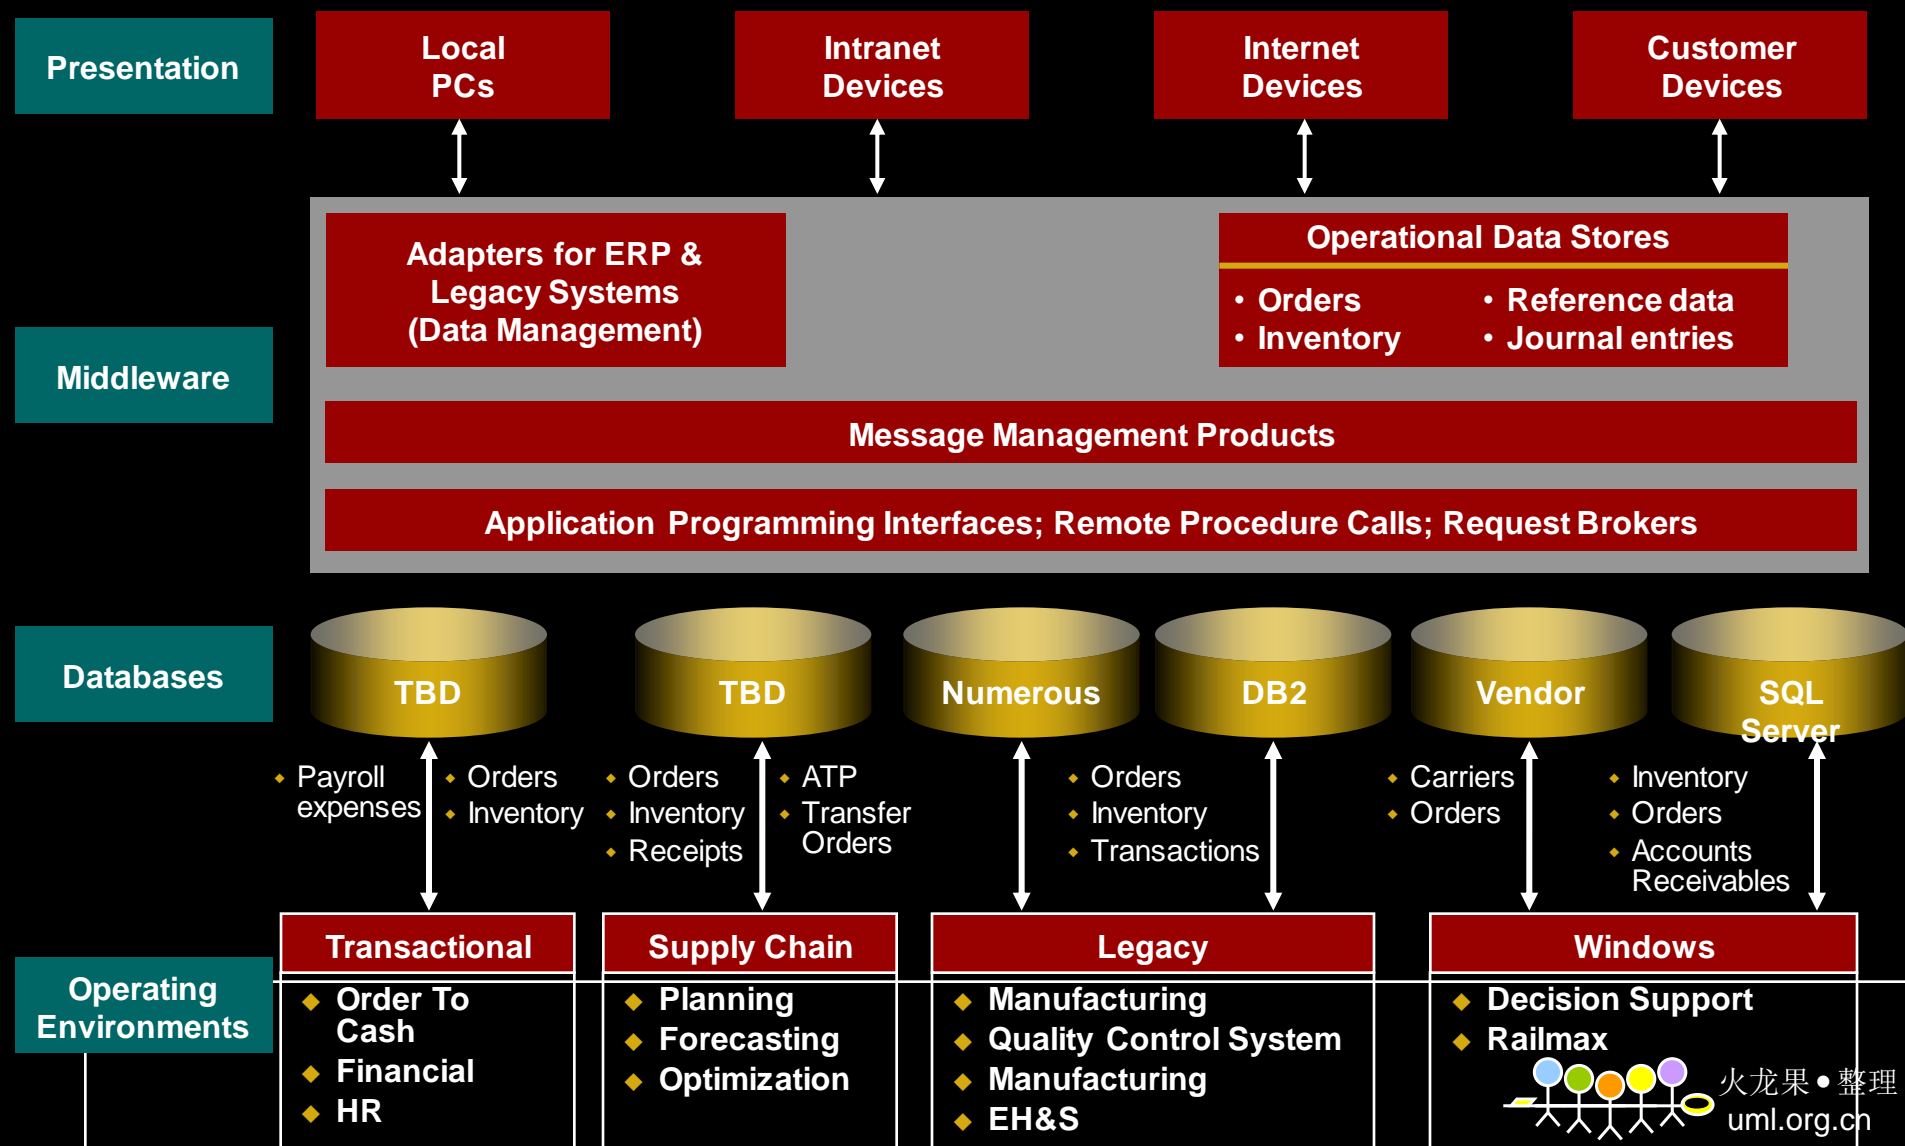 Presentation
Local
PCs
Intranet
Devices
Internet
Devices
Customer
Devices
Middleware
Adapters for ERP &
Legacy Systems
(Data Management)
Operational Data Stores
• Orders
• Inventory
• Reference data
• Journal entries
Message Management Products
Application Programming Interfaces; Remote Procedure Calls; Request Brokers
Databases
TBD
TBD
Numerous
DB2
Vendor
SQL
Server
Payroll
expenses
Orders
Inventory
Orders
Inventory
Receipts
ATP
Transfer
Orders
Orders
Inventory
Transactions
Carriers
Orders
Inventory
Orders
Accounts
Receivables
Operating
Environments
Transactional
Order To
Cash
Financial
HR
Supply Chain
Planning
Forecasting
Optimization
Legacy
Manufacturing
Quality Control System
Manufacturing
EH&S
Windows
Decision Support
Railmax
火龙果●整理
uml.org.cn